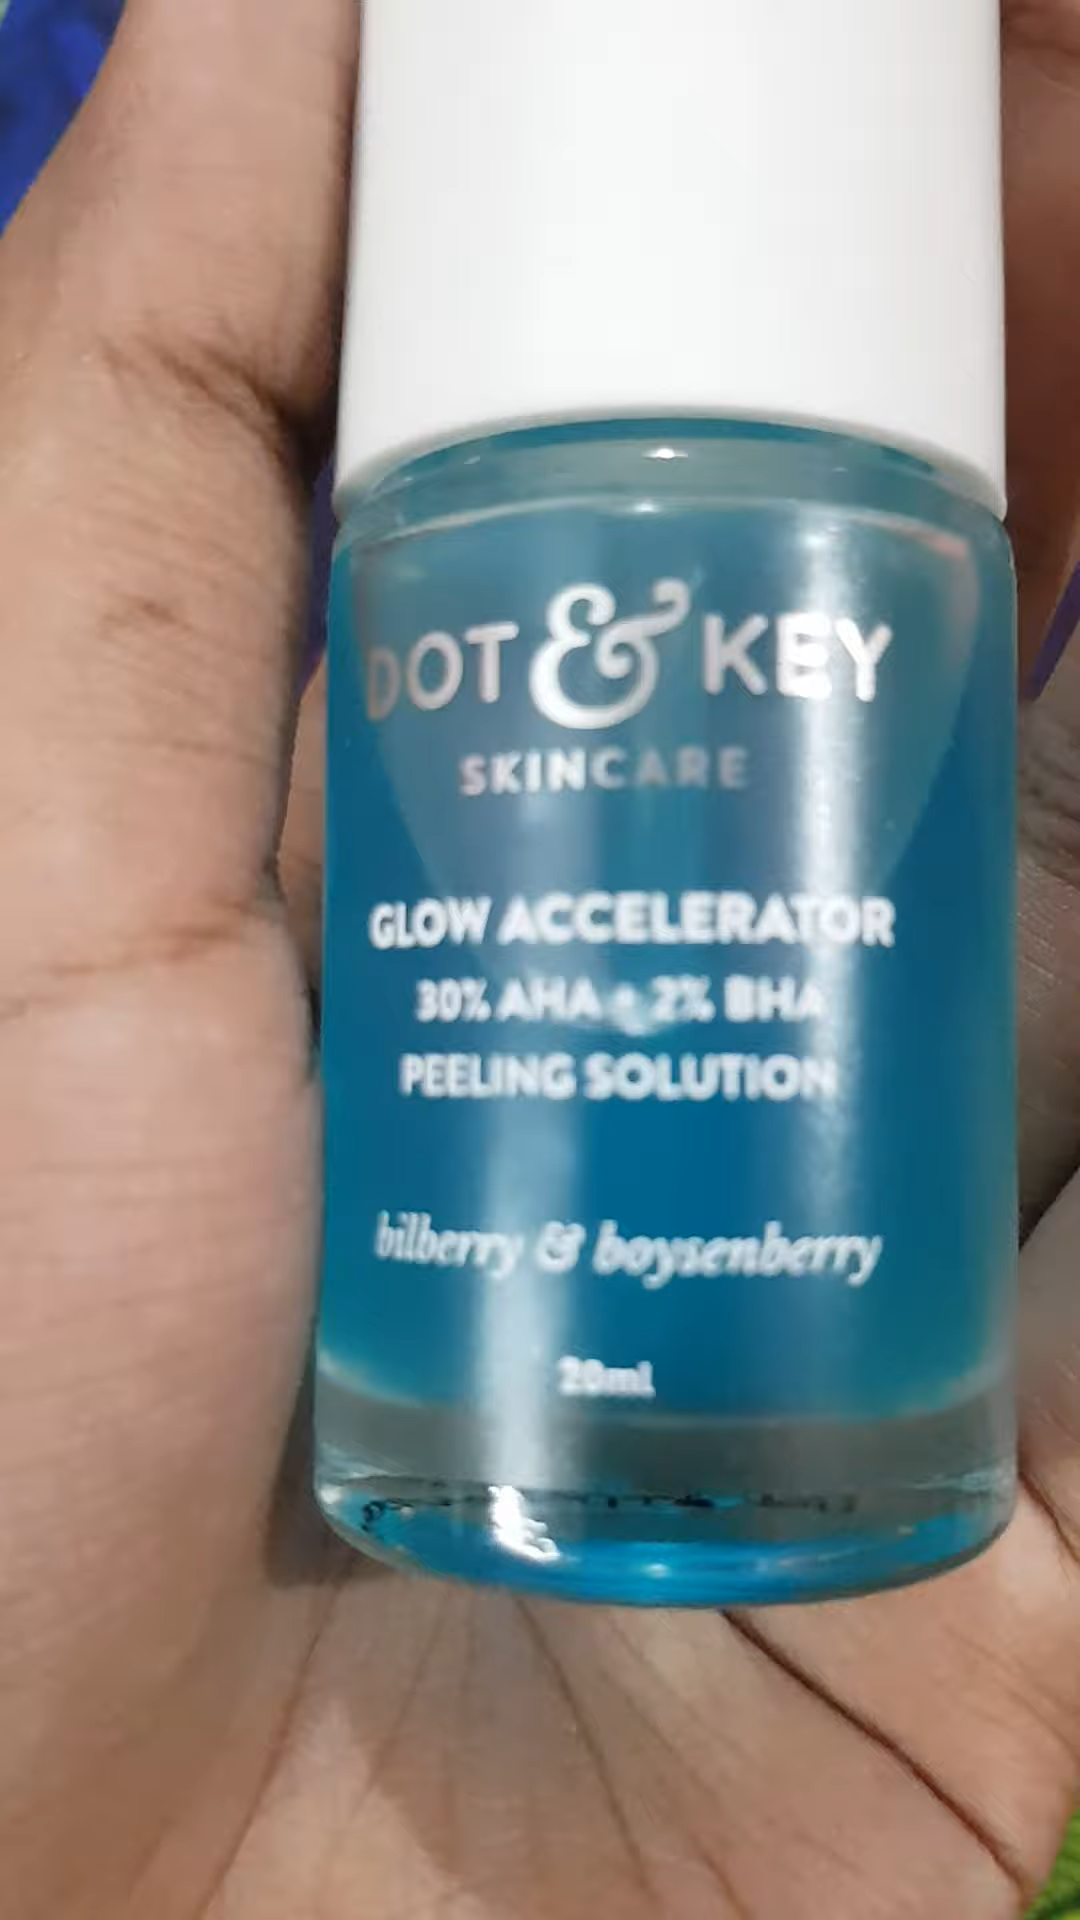 DOT & KEY
SKINCARE
GLOW ACCELERATOR
30% AHA + 2% BHA
PEELING SOLUTION
bilberry & boysenberry
20ml